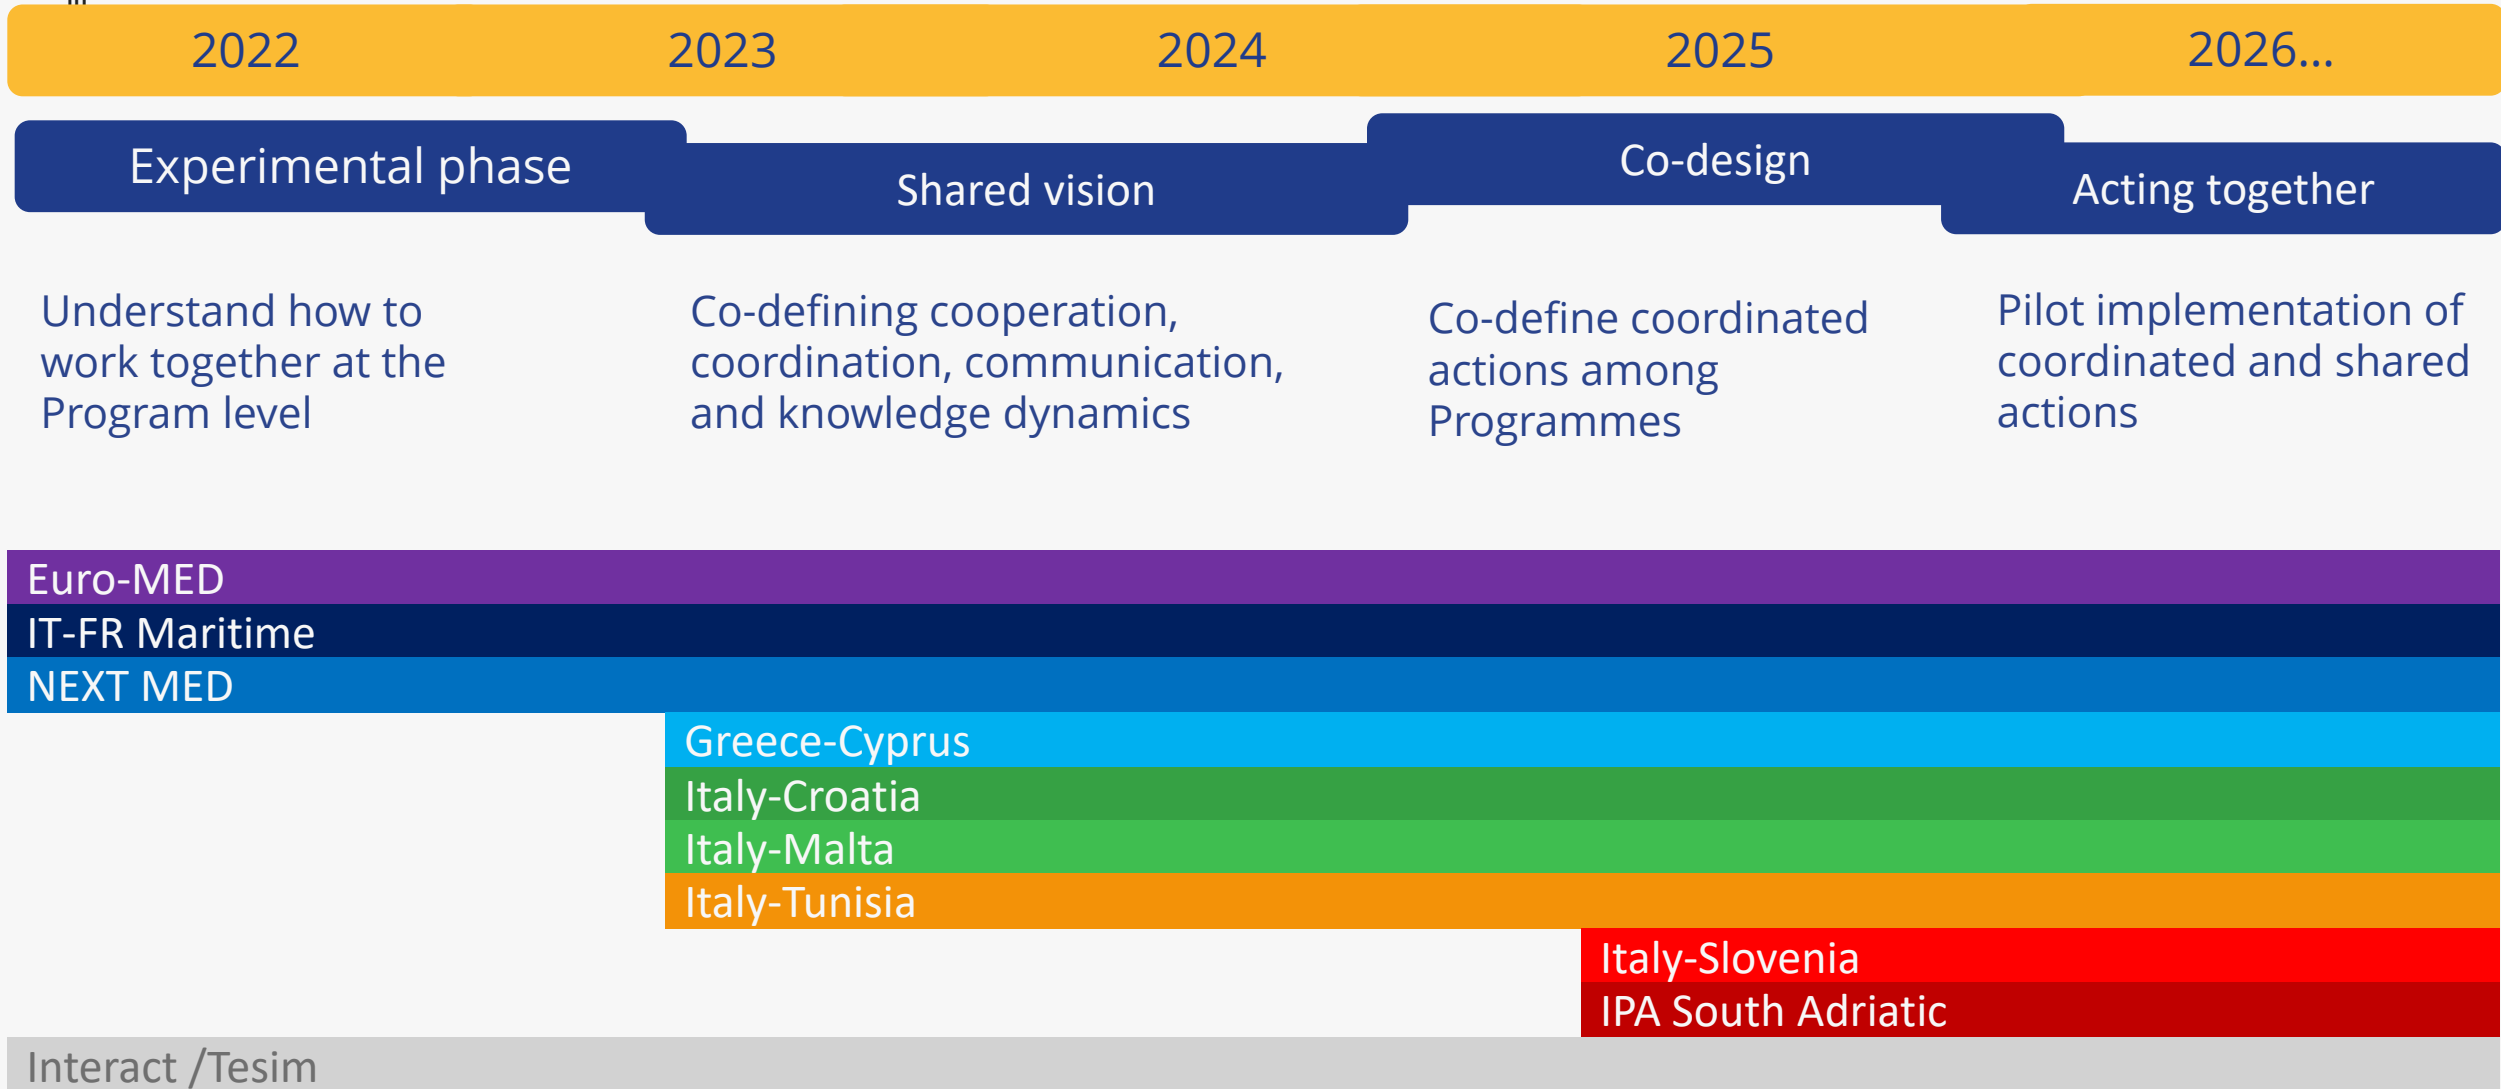 2022
2023
2024
2025
2026...
Experimental phase
Shared vision
Co-design
Acting together
Understand how to
work together at the
Program level
Co-defining cooperation,
coordination, communication,
and knowledge dynamics
Co-define coordinated
actions among
Programmes
Pilot implementation of
coordinated and shared
actions
Euro-MED
IT-FR Maritime
NEXT MED
Greece-Cyprus
Italy-Croatia
Italy-Malta
Italy-Tunisia
Italy-Slovenia
IPA South Adriatic
Interact /Tesim